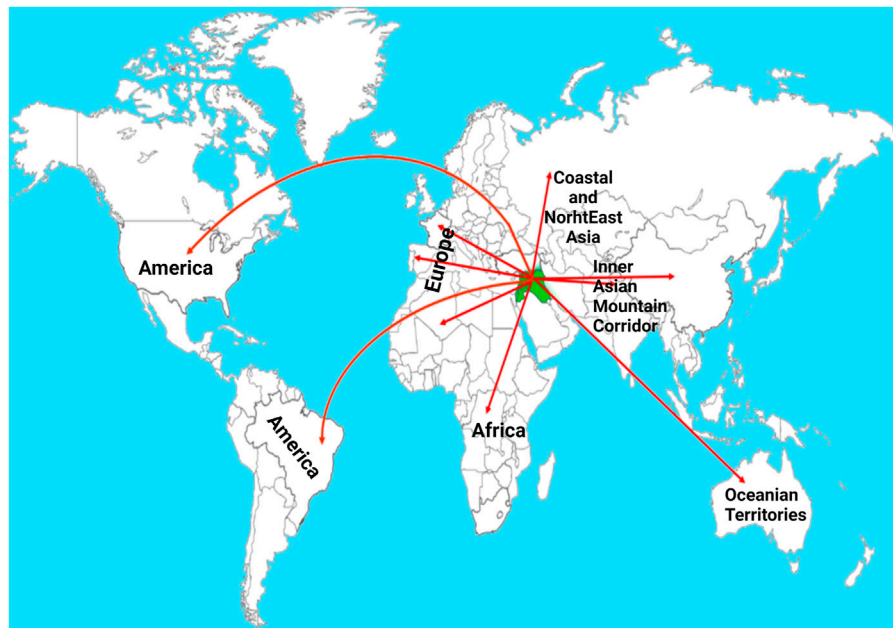 Coastal
and
NorhtEast
Asia
America
Europe
Inner
Asian
Mountain
Corridor
America
Africa
Oceanian
Territories